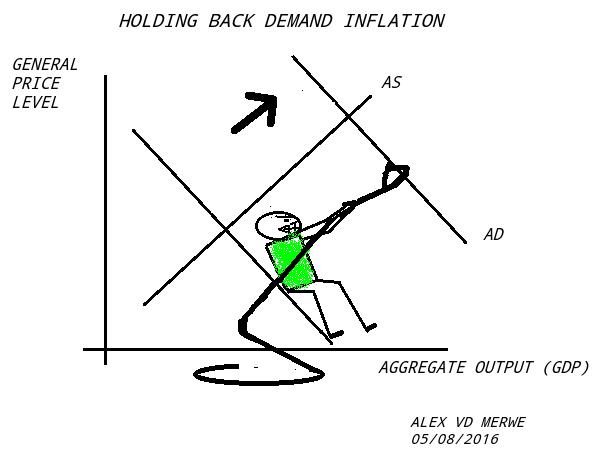 HOLDING BACK DEMAND INFLATION
GENERAL
PRICE
LEVEL
AS
AD
AGGREGATE OUTPUT (GDP)
ALEX VD MERWE
05/08/2016